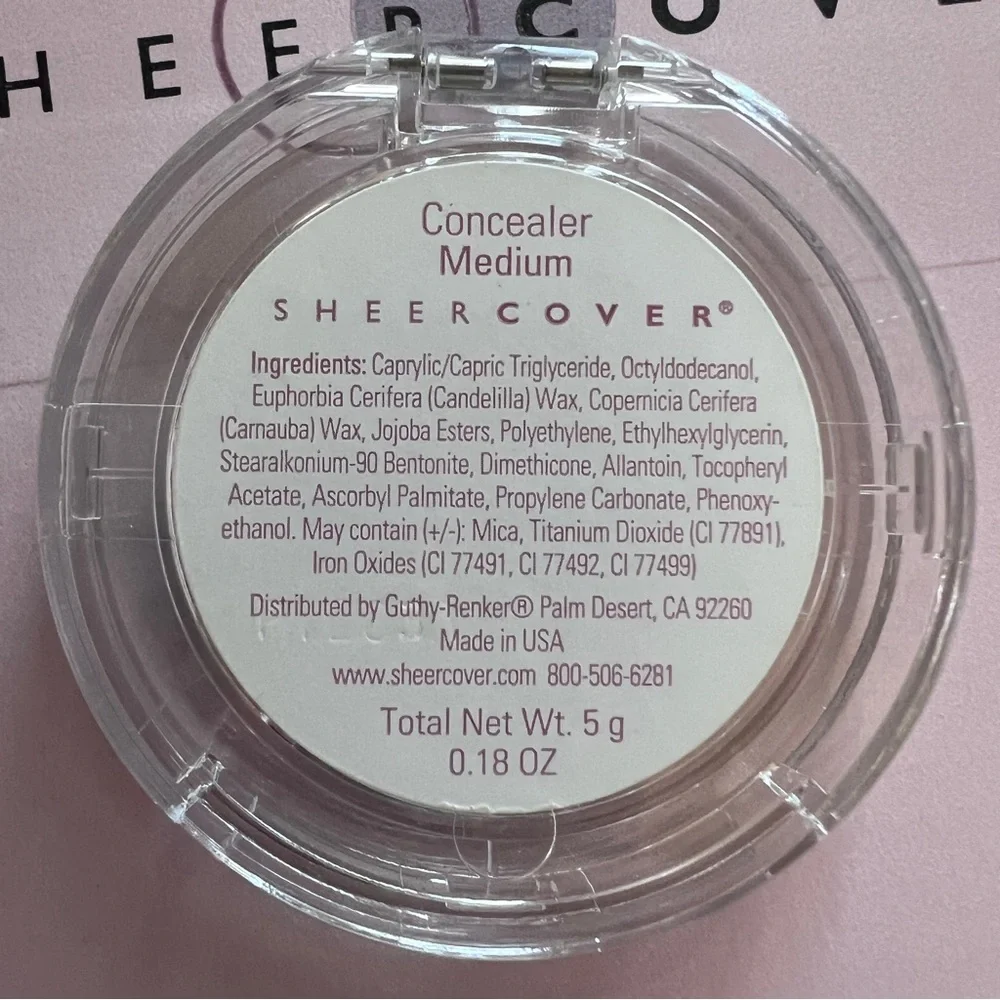 HEER COVE
Concealer
Medium
SHEERCOVER®
Ingredients: Caprylic/Capric Triglyceride, Octyldodecanol,
Euphorbia Cerifera (Candelilla) Wax, Copernicia Cerifera
(Carnauba) Wax, Jojoba Esters, Polyethylene, Ethylhexylglycerin,
Stearalkonium-90 Bentonite, Dimethicone, Allantoin, Tocopheryl
Acetate, Ascorbyl Palmitate, Propylene Carbonate, Phenoxy-
ethanol. May contain (+/-): Mica, Titanium Dioxide (CI 77891),
Iron Oxides (CI 77491, CI 77492, CI 77499)
Distributed by Guthy-Renker® Palm Desert, CA 92260
Made in USA
www.sheercover.com 800-506-6281
Total Net Wt. 5 g
0.18 OZ